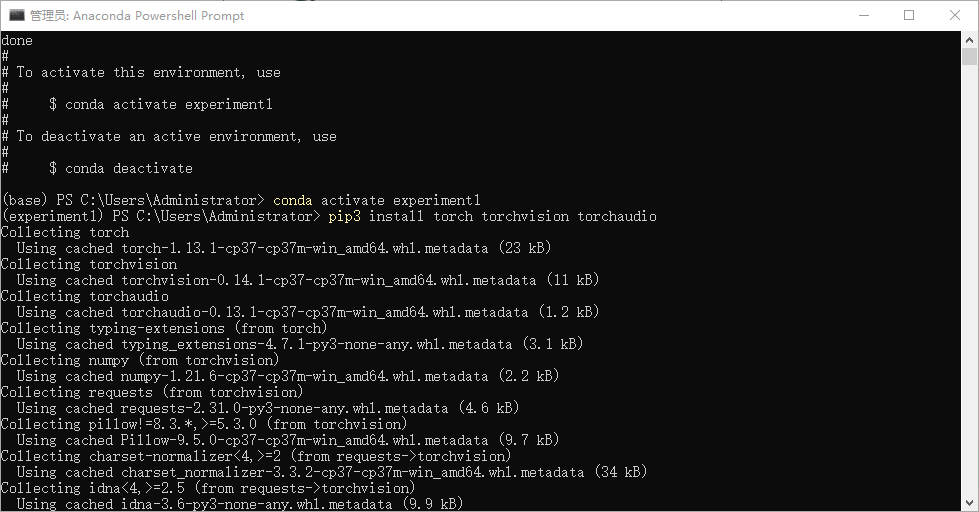 管理员: Anaconda Powershell Prompt
done
#
# To activate this environment, use
#
#     $ conda activate experiment1
#
# To deactivate an active environment, use
#
#     $ conda deactivate
(base) PS C:\Users\Administrator> conda activate experiment1
(experiment1) PS C:\Users\Administrator> pip3 install torch torchvision torchaudio
Collecting torch
  Using cached torch-1.13.1-cp37-cp37m-win_amd64.whl.metadata (23 kB)
Collecting torchvision
  Using cached torchvision-0.14.1-cp37-cp37m-win_amd64.whl.metadata (11 kB)
Collecting torchaudio
  Using cached torchaudio-0.13.1-cp37-cp37m-win_amd64.whl.metadata (1.2 kB)
Collecting typing-extensions (from torch)
  Using cached typing_extensions-4.7.1-py3-none-any.whl.metadata (3.1 kB)
Collecting numpy (from torchvision)
  Using cached numpy-1.21.6-cp37-cp37m-win_amd64.whl.metadata (2.2 kB)
Collecting requests (from torchvision)
  Using cached requests-2.31.0-py3-none-any.whl.metadata (4.6 kB)
Collecting pillow!=8.3.*,>=5.3.0 (from torchvision)
  Using cached Pillow-9.5.0-cp37-cp37m-win_amd64.whl.metadata (9.7 kB)
Collecting charset-normalizer<4,>=2 (from requests->torchvision)
  Using cached charset_normalizer-3.3.2-cp37-cp37m-win_amd64.whl.metadata (34 kB)
Collecting idna<4,>=2.5 (from requests->torchvision)
  Using cached idna-3.6-py3-none-any.whl.metadata (9.9 kB)